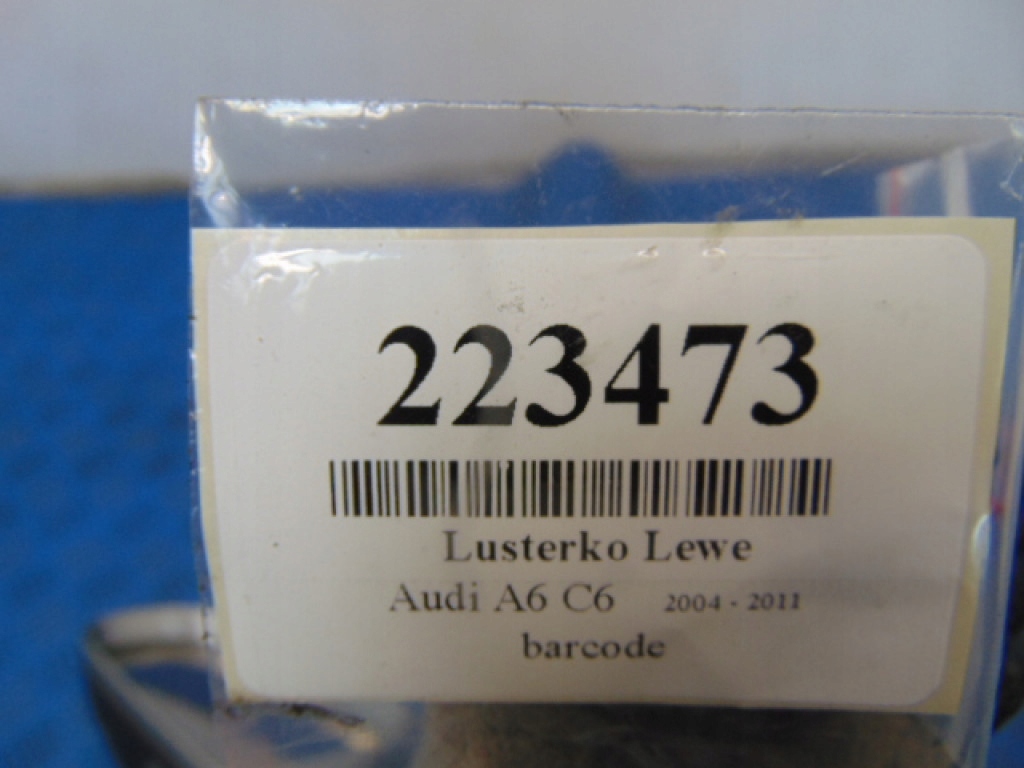 223473
Lusterko Lewe
Audi A6 C6 2004 - 2011
barcode